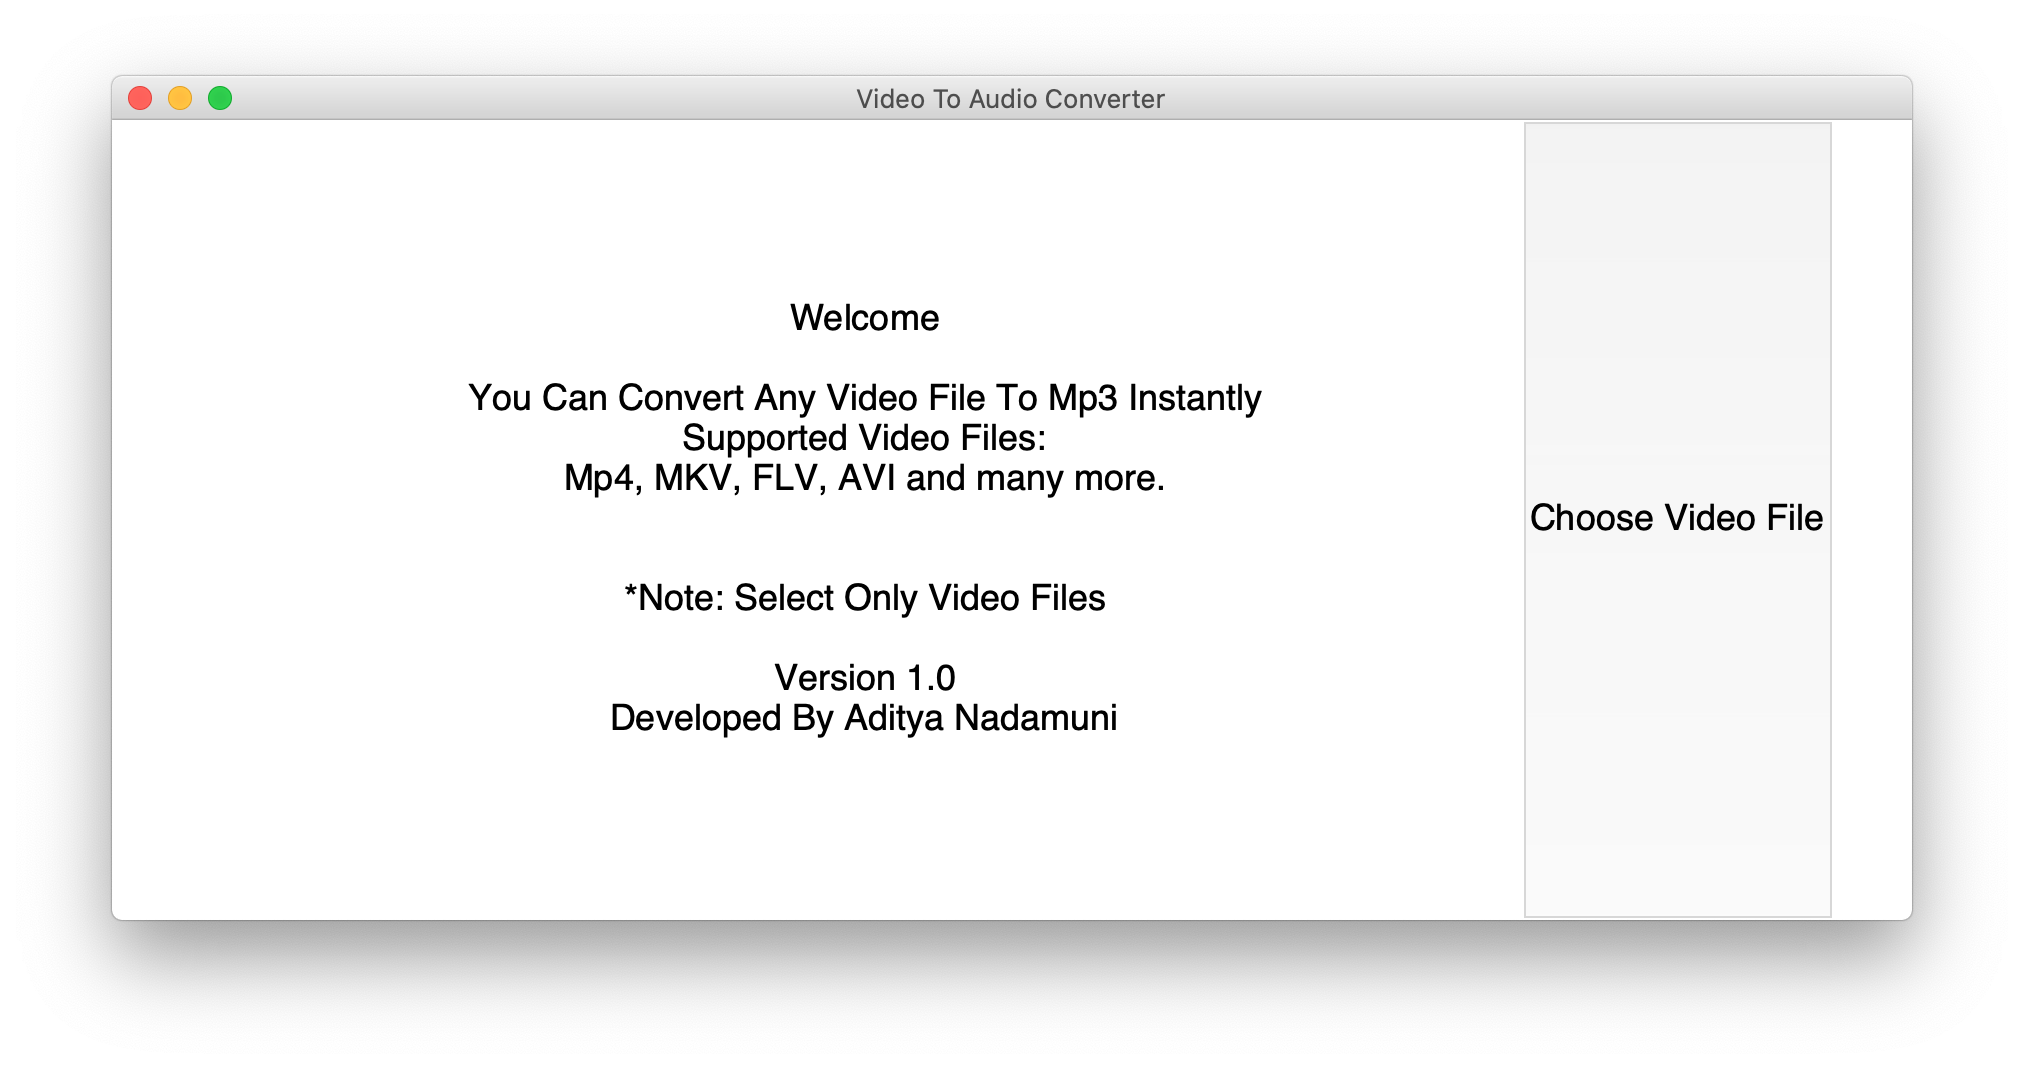 Video To Audio Converter
Welcome
You Can Convert Any Video File To Mp3 Instantly
Supported Video Files:
Mp4, MKV, FLV, AVI and many more.
*Note: Select Only Video Files
Version 1.0
Developed By Aditya Nadamuni
Choose Video File